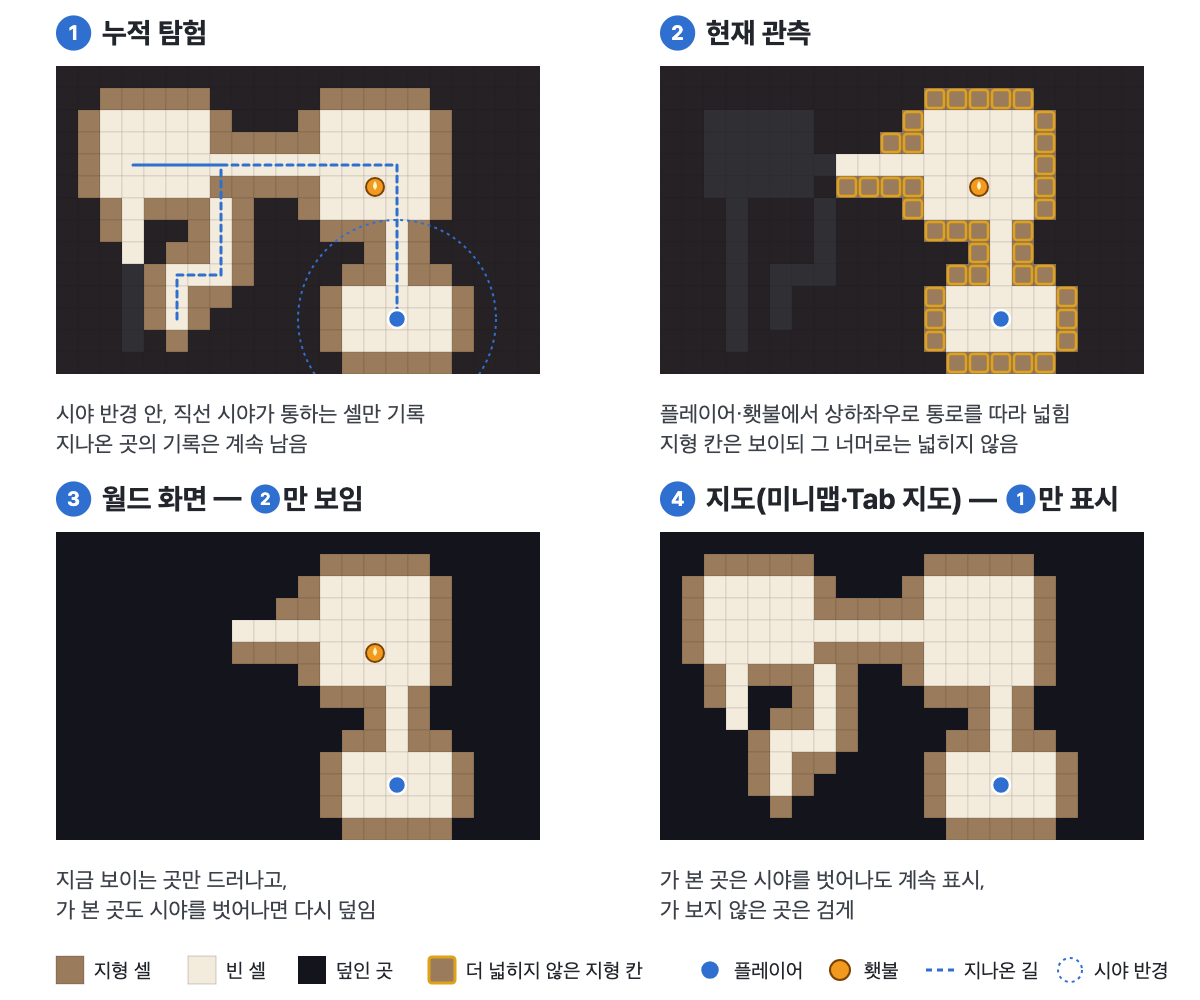 1 누적 탐험
2 현재 관측
시야 반경 안, 직선 시야가 통하는 셀만 기록
지나온 곳의 기록은 계속 남음
플레이어·횃불에서 상하좌우로 통로를 따라 넓힘
지형 칸은 보이되 그 너머로는 넓히지 않음
3 월드 화면 — 2만 보임
4 지도(미니맵·Tab 지도) — 1만 표시
지금 보이는 곳만 드러나고,
가 본 곳도 시야를 벗어나면 다시 덮임
가 본 곳은 시야를 벗어나도 계속 표시,
가 보지 않은 곳은 검게
지형 셀 빈 셀 덮인 곳 더 넓히지 않은 지형 칸 플레이어 횃불 지나온 길 시야 반경